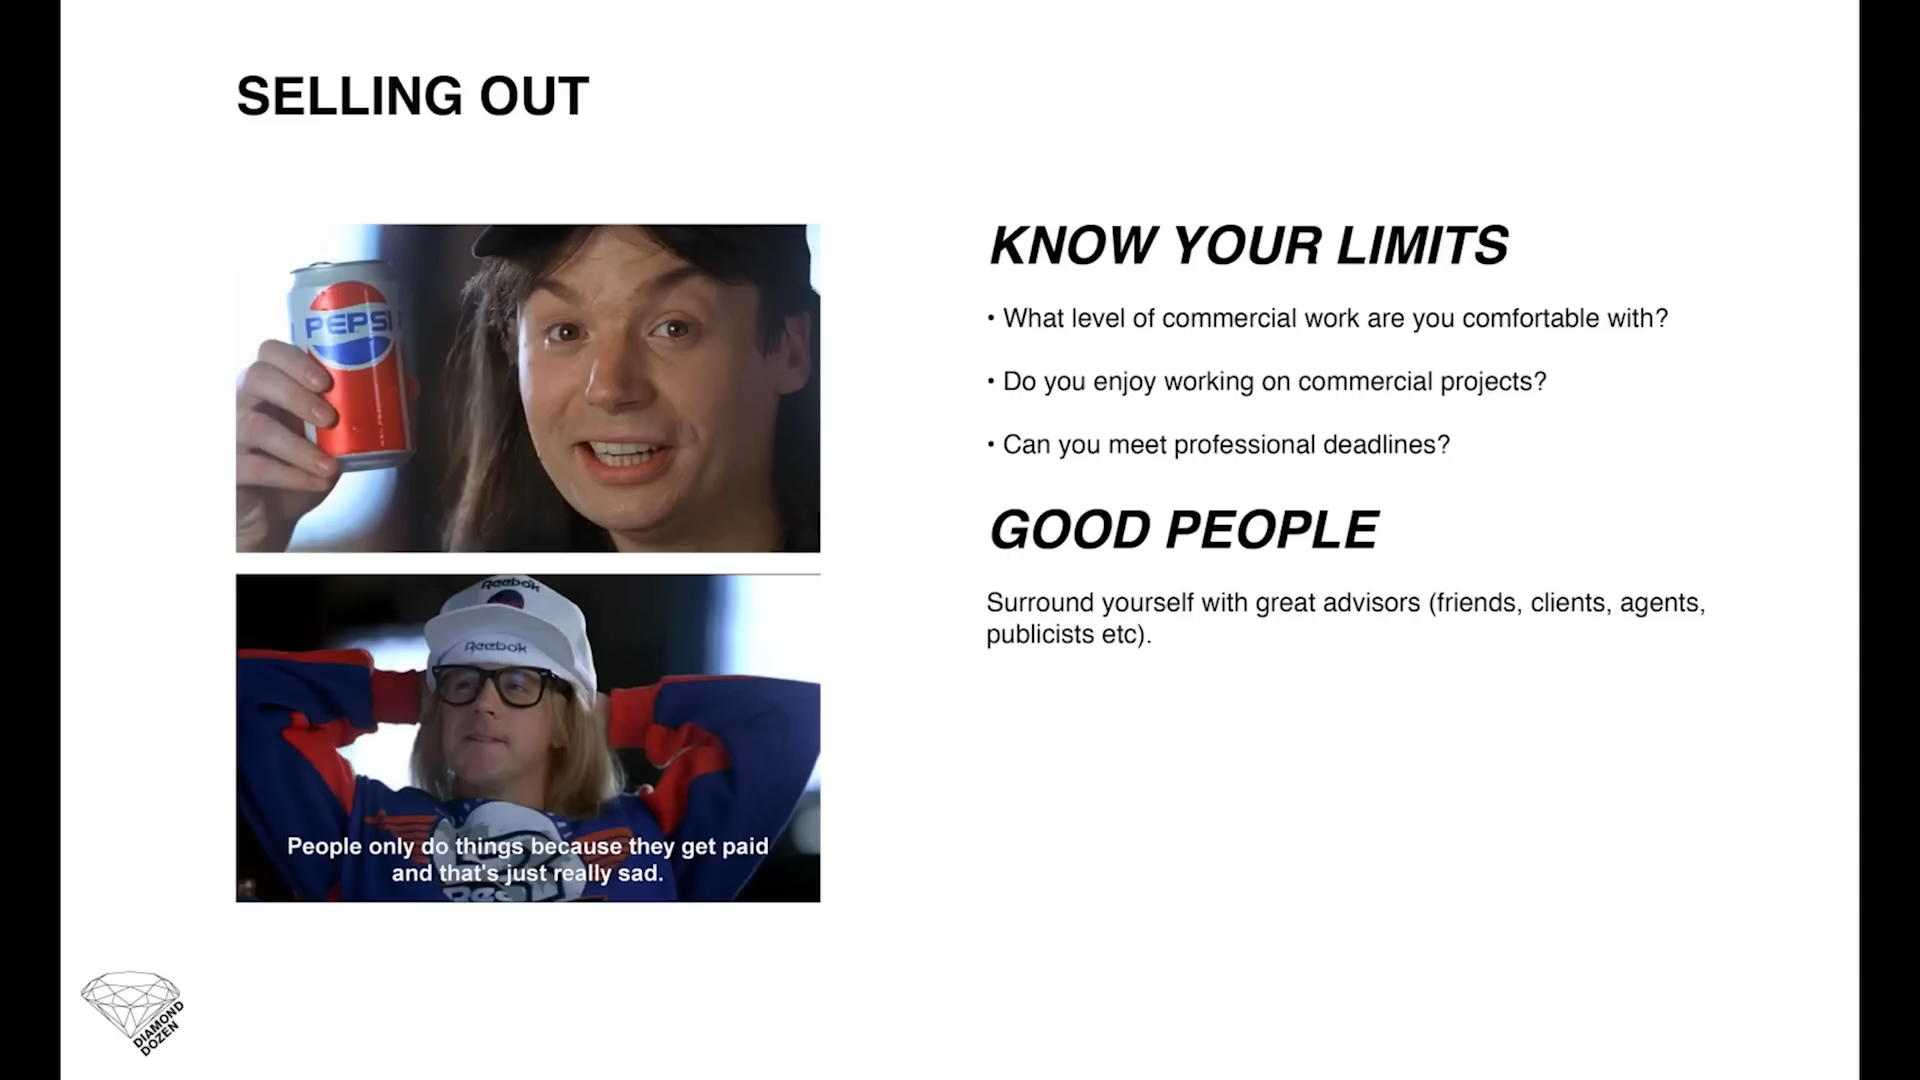 SELLING OUT
PEPSI
Reebok
Reebok
People only do things because they get paid
and that's just really sad.
KNOW YOUR LIMITS
• What level of commercial work are you comfortable with?
• Do you enjoy working on commercial projects?
• Can you meet professional deadlines?
GOOD PEOPLE
Surround yourself with great advisors (friends, clients, agents,
publicists etc).
DIAMOND
DOZEN